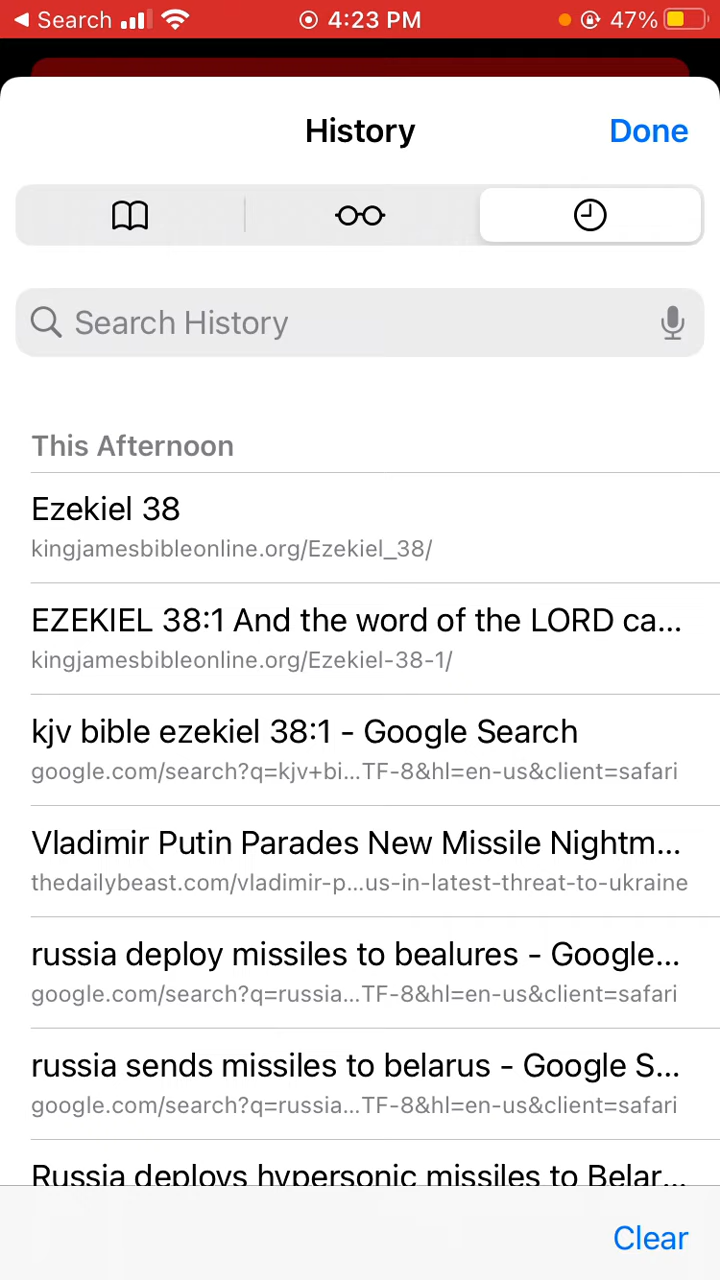 Search 4:23 PM 47%
History Done
Search History
This Afternoon
Ezekiel 38
kingjamesbibleonline.org/Ezekiel_38/
EZEKIEL 38:1 And the word of the LORD ca...
kingjamesbibleonline.org/Ezekiel-38-1/
kjv bible ezekiel 38:1 - Google Search
google.com/search?q=kjv+bi...TF-8&hl=en-us&client=safari
Vladimir Putin Parades New Missile Nightm...
thedailybeast.com/vladimir-p...us-in-latest-threat-to-ukraine
russia deploy missiles to bealures - Google...
google.com/search?q=russia...TF-8&hl=en-us&client=safari
russia sends missiles to belarus - Google S...
google.com/search?q=russia...TF-8&hl=en-us&client=safari
Russia deploys hypersonic missiles to Belar...
Clear